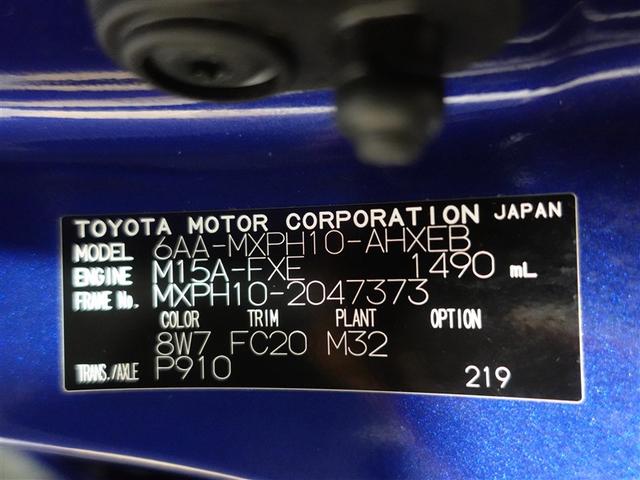 TOYOTA MOTOR CORPORATION JAPAN
MODEL 6AA-MXPH10-AHXEB
ENGINE M15A-FXE 1490 mL
FRAME No. MXPH10-2047373
COLOR TRIM PLANT OPTION
8W7 FC20 M32
TRANS./AXLE P910 219